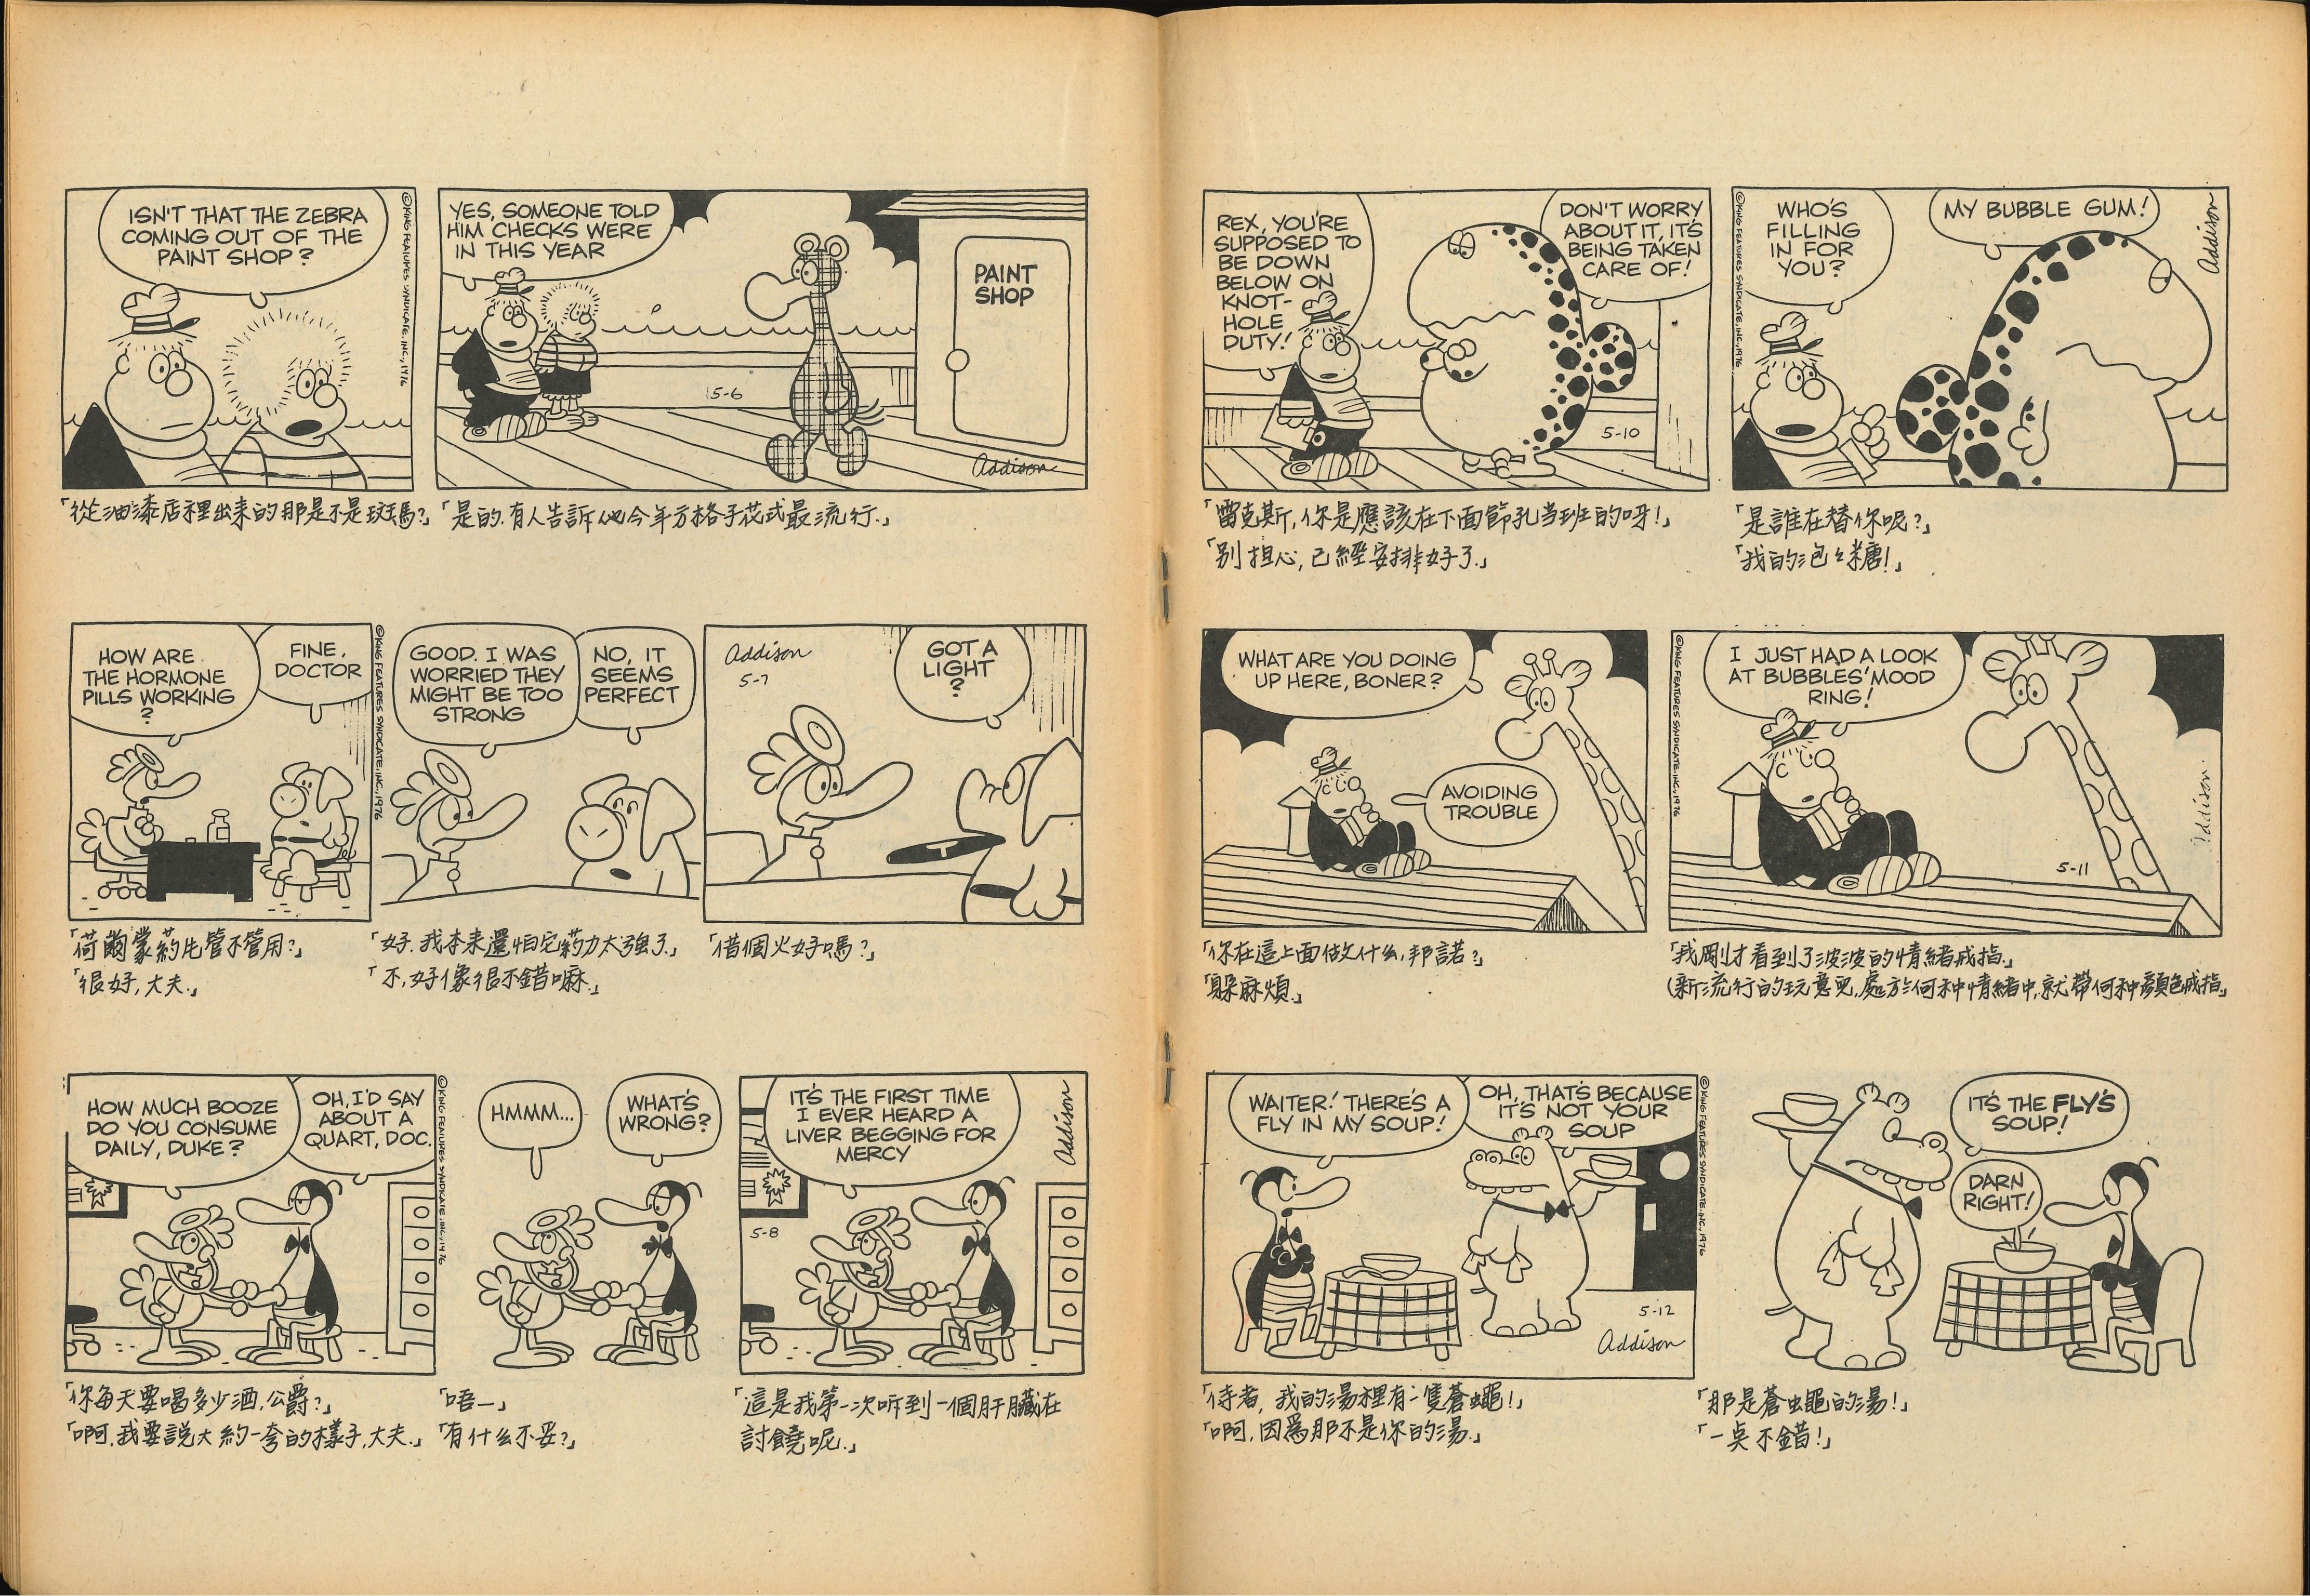 ISN'T THAT THE ZEBRA
COMING OUT OF THE
PAINT SHOP?
©KING FEATURES SYNDICATE, INC., 1976
YES, SOMEONE TOLD
HIM CHECKS WERE
IN THIS YEAR
PAINT
SHOP
5-6
Addison
「從油漆店裡出来的那是不是斑馬?」
「是的.有人告訴他今年方格子花式最流行.」
HOW ARE
THE HORMONE
PILLS WORKING
?
FINE,
DOCTOR
©KING FEATURES SYNDICATE, INC., 1976
GOOD. I WAS
WORRIED THEY
MIGHT BE TOO
STRONG
NO, IT
SEEMS
PERFECT
Addison
5-7
GOT A
LIGHT
?
「荷爾蒙药片管不管用?」
「很好,大夫.」
「好.我本来還怕它药力太强了.」
「不,好像很不錯嘛.」
「借個火好嗎?」
HOW MUCH BOOZE
DO YOU CONSUME
DAILY, DUKE?
OH, I'D SAY
ABOUT A
QUART, DOC.
©KING FEATURES SYNDICATE, INC., 1976
HMMM...
WHAT'S
WRONG?
IT'S THE FIRST TIME
I EVER HEARD A
LIVER BEGGING FOR
MERCY
5-8
Addison
「你每天要喝多少酒,公爵?」
「啊.我要説大約一夸的樣子,大夫.」
「唔—」
「有什么不妥?」
「這是我第一次听到一個肝臟在
討饒呢.」
REX, YOU'RE
SUPPOSED TO
BE DOWN
BELOW ON
KNOT-
HOLE
DUTY!
DON'T WORRY
ABOUT IT, IT'S
BEING TAKEN
CARE OF!
5-10
©KING FEATURES SYNDICATE, INC., 1976
WHO'S
FILLING
IN FOR
YOU?
MY BUBBLE GUM!
Addison
「雷克斯,你是應該在下面節孔当班的呀!」
「别担心,已經安排好了.」
「是誰在替你呢?」
「我的泡々糖!」
WHAT ARE YOU DOING
UP HERE, BONER?
AVOIDING
TROUBLE
©KING FEATURES SYNDICATE, INC., 1976
I JUST HAD A LOOK
AT BUBBLES' MOOD
RING!
5-11
Addison
「你在這上面做什么,邦諾?」
「躱麻煩.」
「我剛才看到了波波的情緒戒指.」
(新流行的玩意兒,處於何种情緒中,就帶何种顏色戒指」
WAITER! THERE'S A
FLY IN MY SOUP!
OH, THAT'S BECAUSE
IT'S NOT YOUR
SOUP
©KING FEATURES SYNDICATE, INC., 1976
5-12
Addison
IT'S THE FLY'S
SOUP!
DARN
RIGHT!
「侍者, 我的湯裡有一隻蒼蠅!」
「啊.因爲那不是你的湯.」
「那是蒼蠅的湯!」
「一点不錯!」